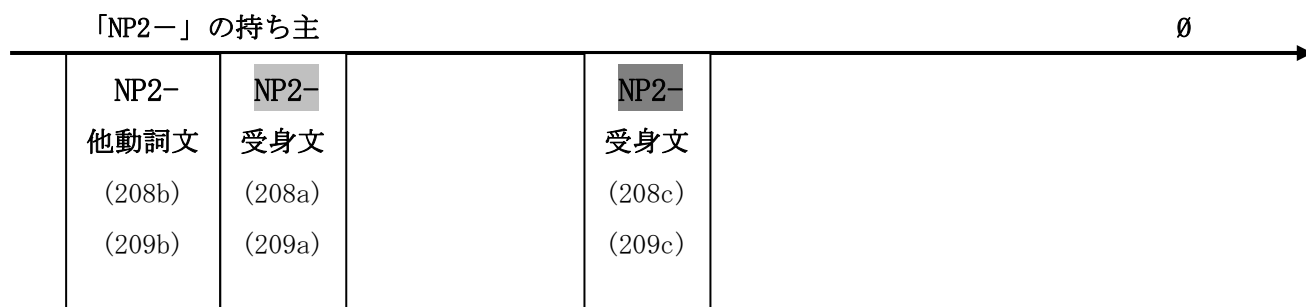 「NP2－」の持ち主 Ø
NP2- NP2- NP2-
他動詞文 受身文 受身文
(208b) (208a) (208c)
(209b) (209a) (209c)